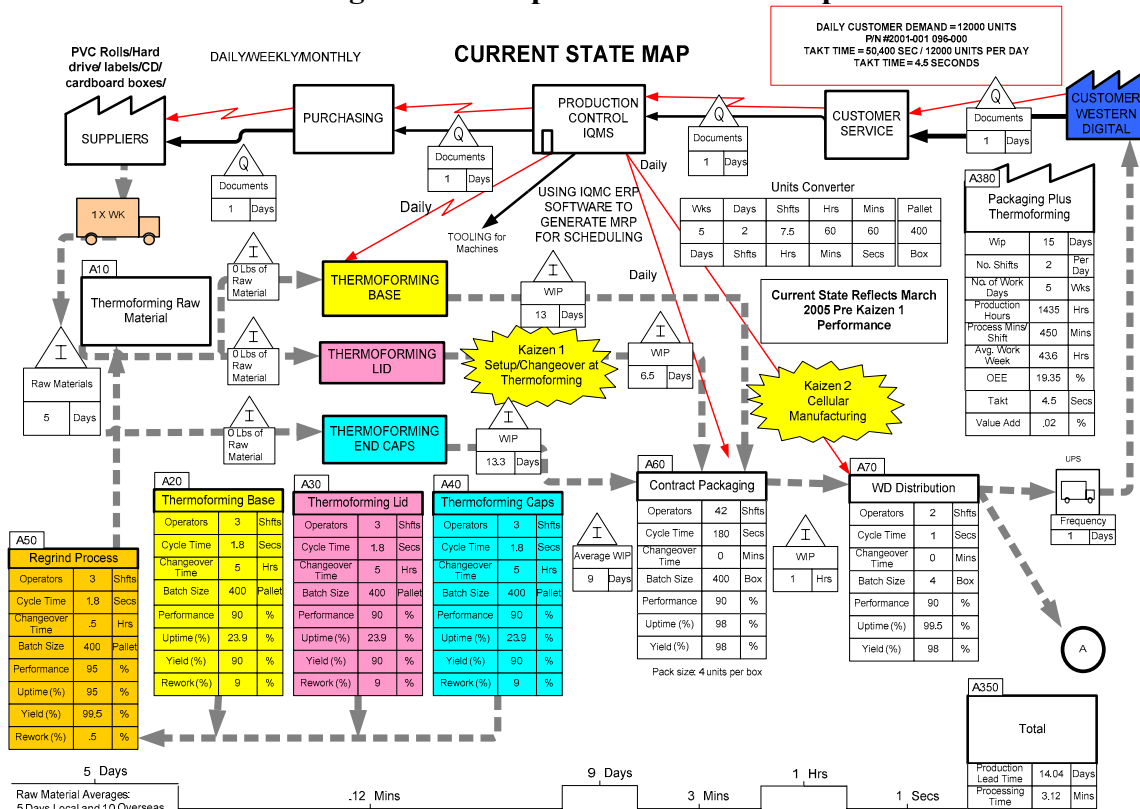 DAILY CUSTOMER DEMAND = 12000 UNITS
P/N #2001-001 096-000
TAKT TIME = 50,400 SEC / 12000 UNITS PER DAY
TAKT TIME = 4.5 SECONDS
PVC Rolls/Hard
drive/ labels/CD/
cardboard boxes/
DAILY/WEEKLY/MONTHLY
CURRENT STATE MAP
SUPPLIERS
PURCHASING
PRODUCTION
CONTROL
IQMS
CUSTOMER
SERVICE
CUSTOMER
WESTERN
DIGITAL
Q
Documents
1 Days
Q
Documents
1 Days
Q
Documents
1 Days
Q
Documents
1 Days
1 X WK
Daily
Daily
Daily
TOOLING for
Machines
USING IQMC ERP
SOFTWARE TO
GENERATE MRP
FOR SCHEDULING
Units Converter
Wks Days Shfts Hrs Mins Pallet
5 2 7.5 60 60 400
Days Shfts Hrs Mins Secs Box
Current State Reflects March
2005 Pre Kaizen 1
Performance
A380
Packaging Plus
Thermoforming
Wip 15 Days
No. Shifts 2 Per Day
No. of Work Days 5 Wks
Production Hours 1435 Hrs
Process Mins/ Shift 450 Mins
Avg. Work Week 43.6 Hrs
OEE 19.35 %
Takt 4.5 Secs
Value Add .02 %
A10
Thermoforming Raw
Material
I
Raw Materials
5 Days
I
0 Lbs of
Raw
Material
I
0 Lbs of
Raw
Material
I
0 Lbs of
Raw
Material
THERMOFORMING
BASE
THERMOFORMING
LID
THERMOFORMING
END CAPS
I
WIP
13 Days
Kaizen 1
Setup/Changeover at
Thermoforming
I
WIP
6.5 Days
I
WIP
13.3 Days
Kaizen 2
Cellular
Manufacturing
A20
Thermoforming Base
Operators 3 Shfts
Cycle Time 1.8 Secs
Changeover Time 5 Hrs
Batch Size 400 Pallet
Performance 90 %
Uptime (%) 23.9 %
Yield (%) 90 %
Rework (%) 9 %
A30
Thermoforming Lid
Operators 3 Shfts
Cycle Time 1.8 Secs
Changeover Time 5 Hrs
Batch Size 400 Pallet
Performance 90 %
Uptime (%) 23.9 %
Yield (%) 90 %
Rework (%) 9 %
A40
Thermoforming Caps
Operators 3 Shfts
Cycle Time 1.8 Secs
Changeover Time 5 Hrs
Batch Size 400 Pallet
Performance 90 %
Uptime (%) 23.9 %
Yield (%) 90 %
Rework (%) 9 %
A50
Regrind Process
Operators 3 Shfts
Cycle Time 1.8 Secs
Changeover Time .5 Hrs
Batch Size 400 Pallet
Performance 95 %
Uptime (%) 95 %
Yield (%) 99.5 %
Rework (%) .5 %
I
Average WIP
9 Days
A60
Contract Packaging
Operators 42 Shfts
Cycle Time 180 Secs
Changeover Time 0 Mins
Batch Size 400 Box
Performance 90 %
Uptime (%) 98 %
Yield (%) 98 %
Pack size: 4 units per box
I
WIP
1 Hrs
A70
WD Distribution
Operators 2 Shfts
Cycle Time 1 Secs
Changeover Time 0 Mins
Batch Size 4 Box
Performance 90 %
Uptime (%) 99.5 %
Yield (%) 98 %
UPS
Frequency
1 Days
A
A350
Total
Production Lead Time 14.04 Days
Processing Time 3.12 Mins
5 Days
Raw Material Averages:
5 Days Local and 10 Overseas
.12 Mins
9 Days
3 Mins
1 Hrs
1 Secs